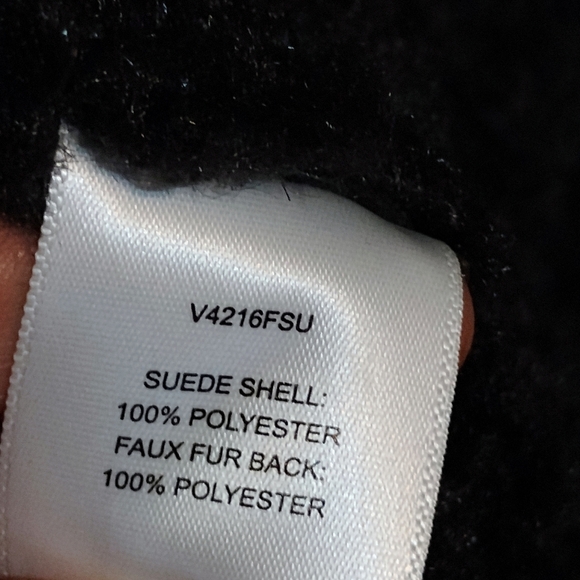 V4216FSU
SUEDE SHELL:
100% POLYESTER
FAUX FUR BACK:
100% POLYESTER